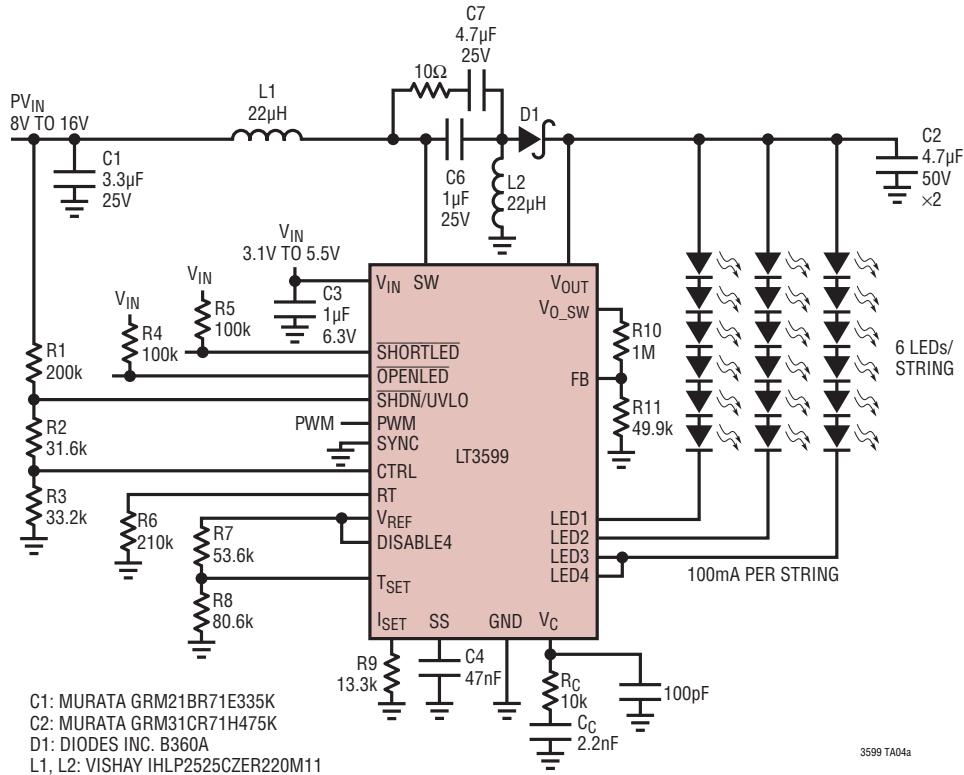 C7
4.7µF
25V
10Ω
L1
22µH
PVIN
8V TO 16V
D1
C1
3.3µF
25V
C6
1µF
25V
L2
22µH
C2
4.7µF
50V
×2
VIN
3.1V TO 5.5V
VIN
VIN
C3
1µF
6.3V
R5
100k
R4
100k
R1
200k
R2
31.6k
R3
33.2k
VIN
SW
VOUT
VO_SW
SHORTLED
OPENLED
SHDN/UVLO
PWM
PWM
SYNC
CTRL
RT
VREF
DISABLE4
TSET
ISET
SS
GND
VC
LT3599
FB
LED1
LED2
LED3
LED4
R10
1M
R11
49.9k
6 LEDs/
STRING
100mA PER STRING
R6
210k
R7
53.6k
R8
80.6k
R9
13.3k
C4
47nF
RC
10k
CC
2.2nF
100pF
C1: MURATA GRM21BR71E335K
C2: MURATA GRM31CR71H475K
D1: DIODES INC. B360A
L1, L2: VISHAY IHLP2525CZER220M11
3599 TA04a